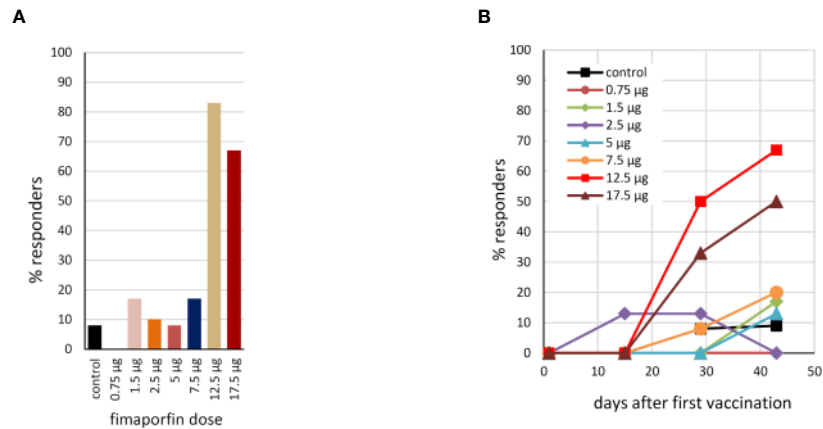 A
100
90
80
70
60
50
40
30
20
10
0
% responders
control
0.75 µg
1.5 µg
2.5 µg
5 µg
7.5 µg
12.5 µg
17.5 µg
fimaporfin dose
B
100
90
80
70
60
50
40
30
20
10
0
% responders
control
0.75 µg
1.5 µg
2.5 µg
5 µg
7.5 µg
12.5 µg
17.5 µg
0 10 20 30 40 50
days after first vaccination